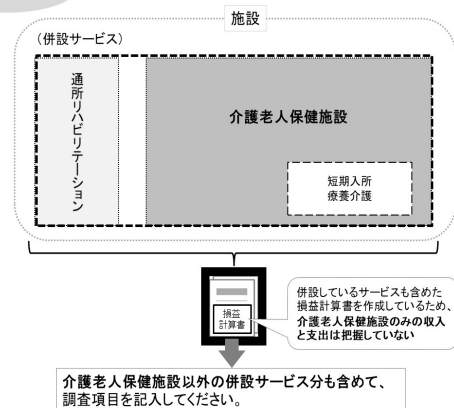 施設
（併設サービス）
通所リハビリテーション
介護老人保健施設
短期入所
療養介護
損益
計算書
併設しているサービスも含めた
損益計算書を作成しているため、
介護老人保健施設のみの収入
と支出は把握していない
介護老人保健施設以外の併設サービス分も含めて、
調査項目を記入してください。